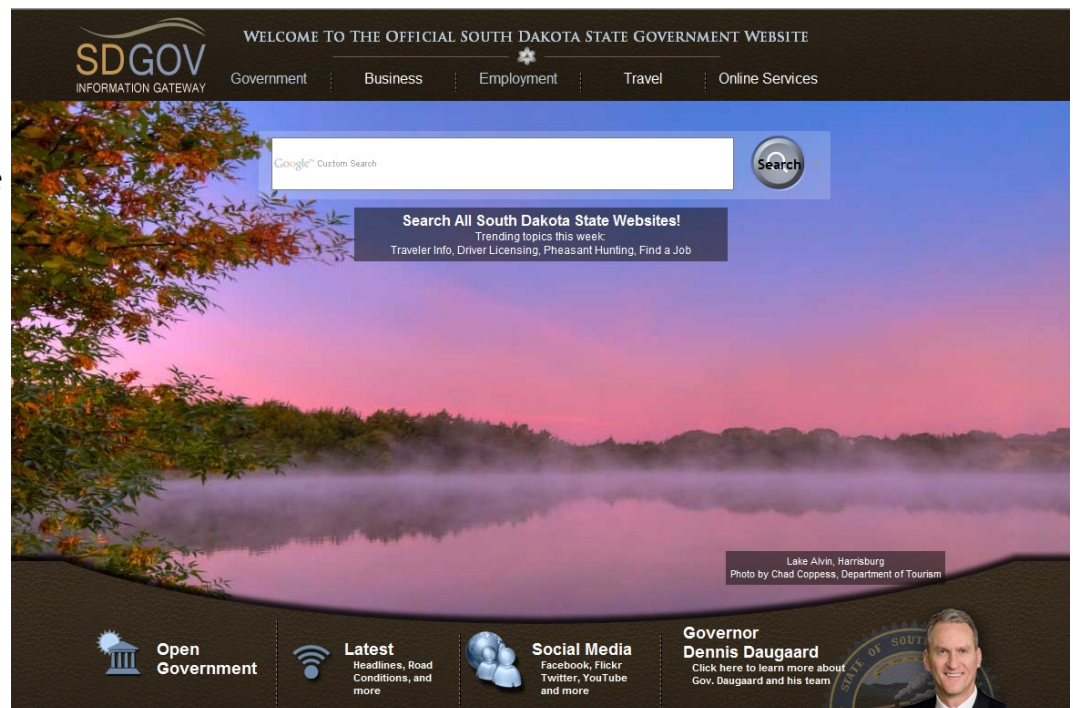 WELCOME TO THE OFFICIAL SOUTH DAKOTA STATE GOVERNMENT WEBSITE
SDGOV
INFORMATION GATEWAY
Government Business Employment Travel Online Services
Google™ Custom Search
Search
Search All South Dakota State Websites!
Trending topics this week:
Traveler Info, Driver Licensing, Pheasant Hunting, Find a Job
Lake Alvin, Harrisburg
Photo by Chad Coppess, Department of Tourism
Open
Government
Latest
Headlines, Road
Conditions, and
more
Social Media
Facebook, Flickr
Twitter, YouTube
and more
Governor
Dennis Daugaard
Click here to learn more about
Gov. Daugaard and his team
STATE OF SOUT